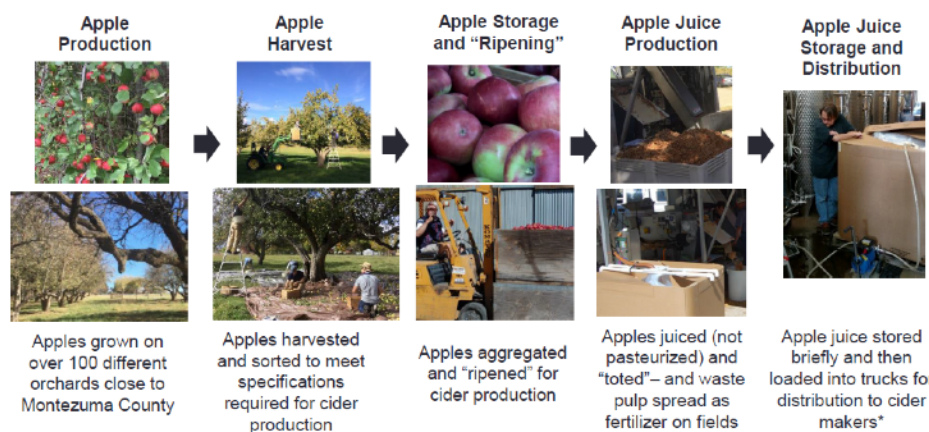 Apple
Production
Apple
Harvest
Apple Storage
and “Ripening”
Apple Juice
Production
Apple Juice
Storage and
Distribution
Apples grown on
over 100 different
orchards close to
Montezuma County
Apples harvested
and sorted to meet
specifications
required for cider
production
Apples aggregated
and “ripened” for
cider production
Apples juiced (not
pasteurized) and
“toted”– and waste
pulp spread as
fertilizer on fields
Apple juice stored
briefly and then
loaded into trucks for
distribution to cider
makers*